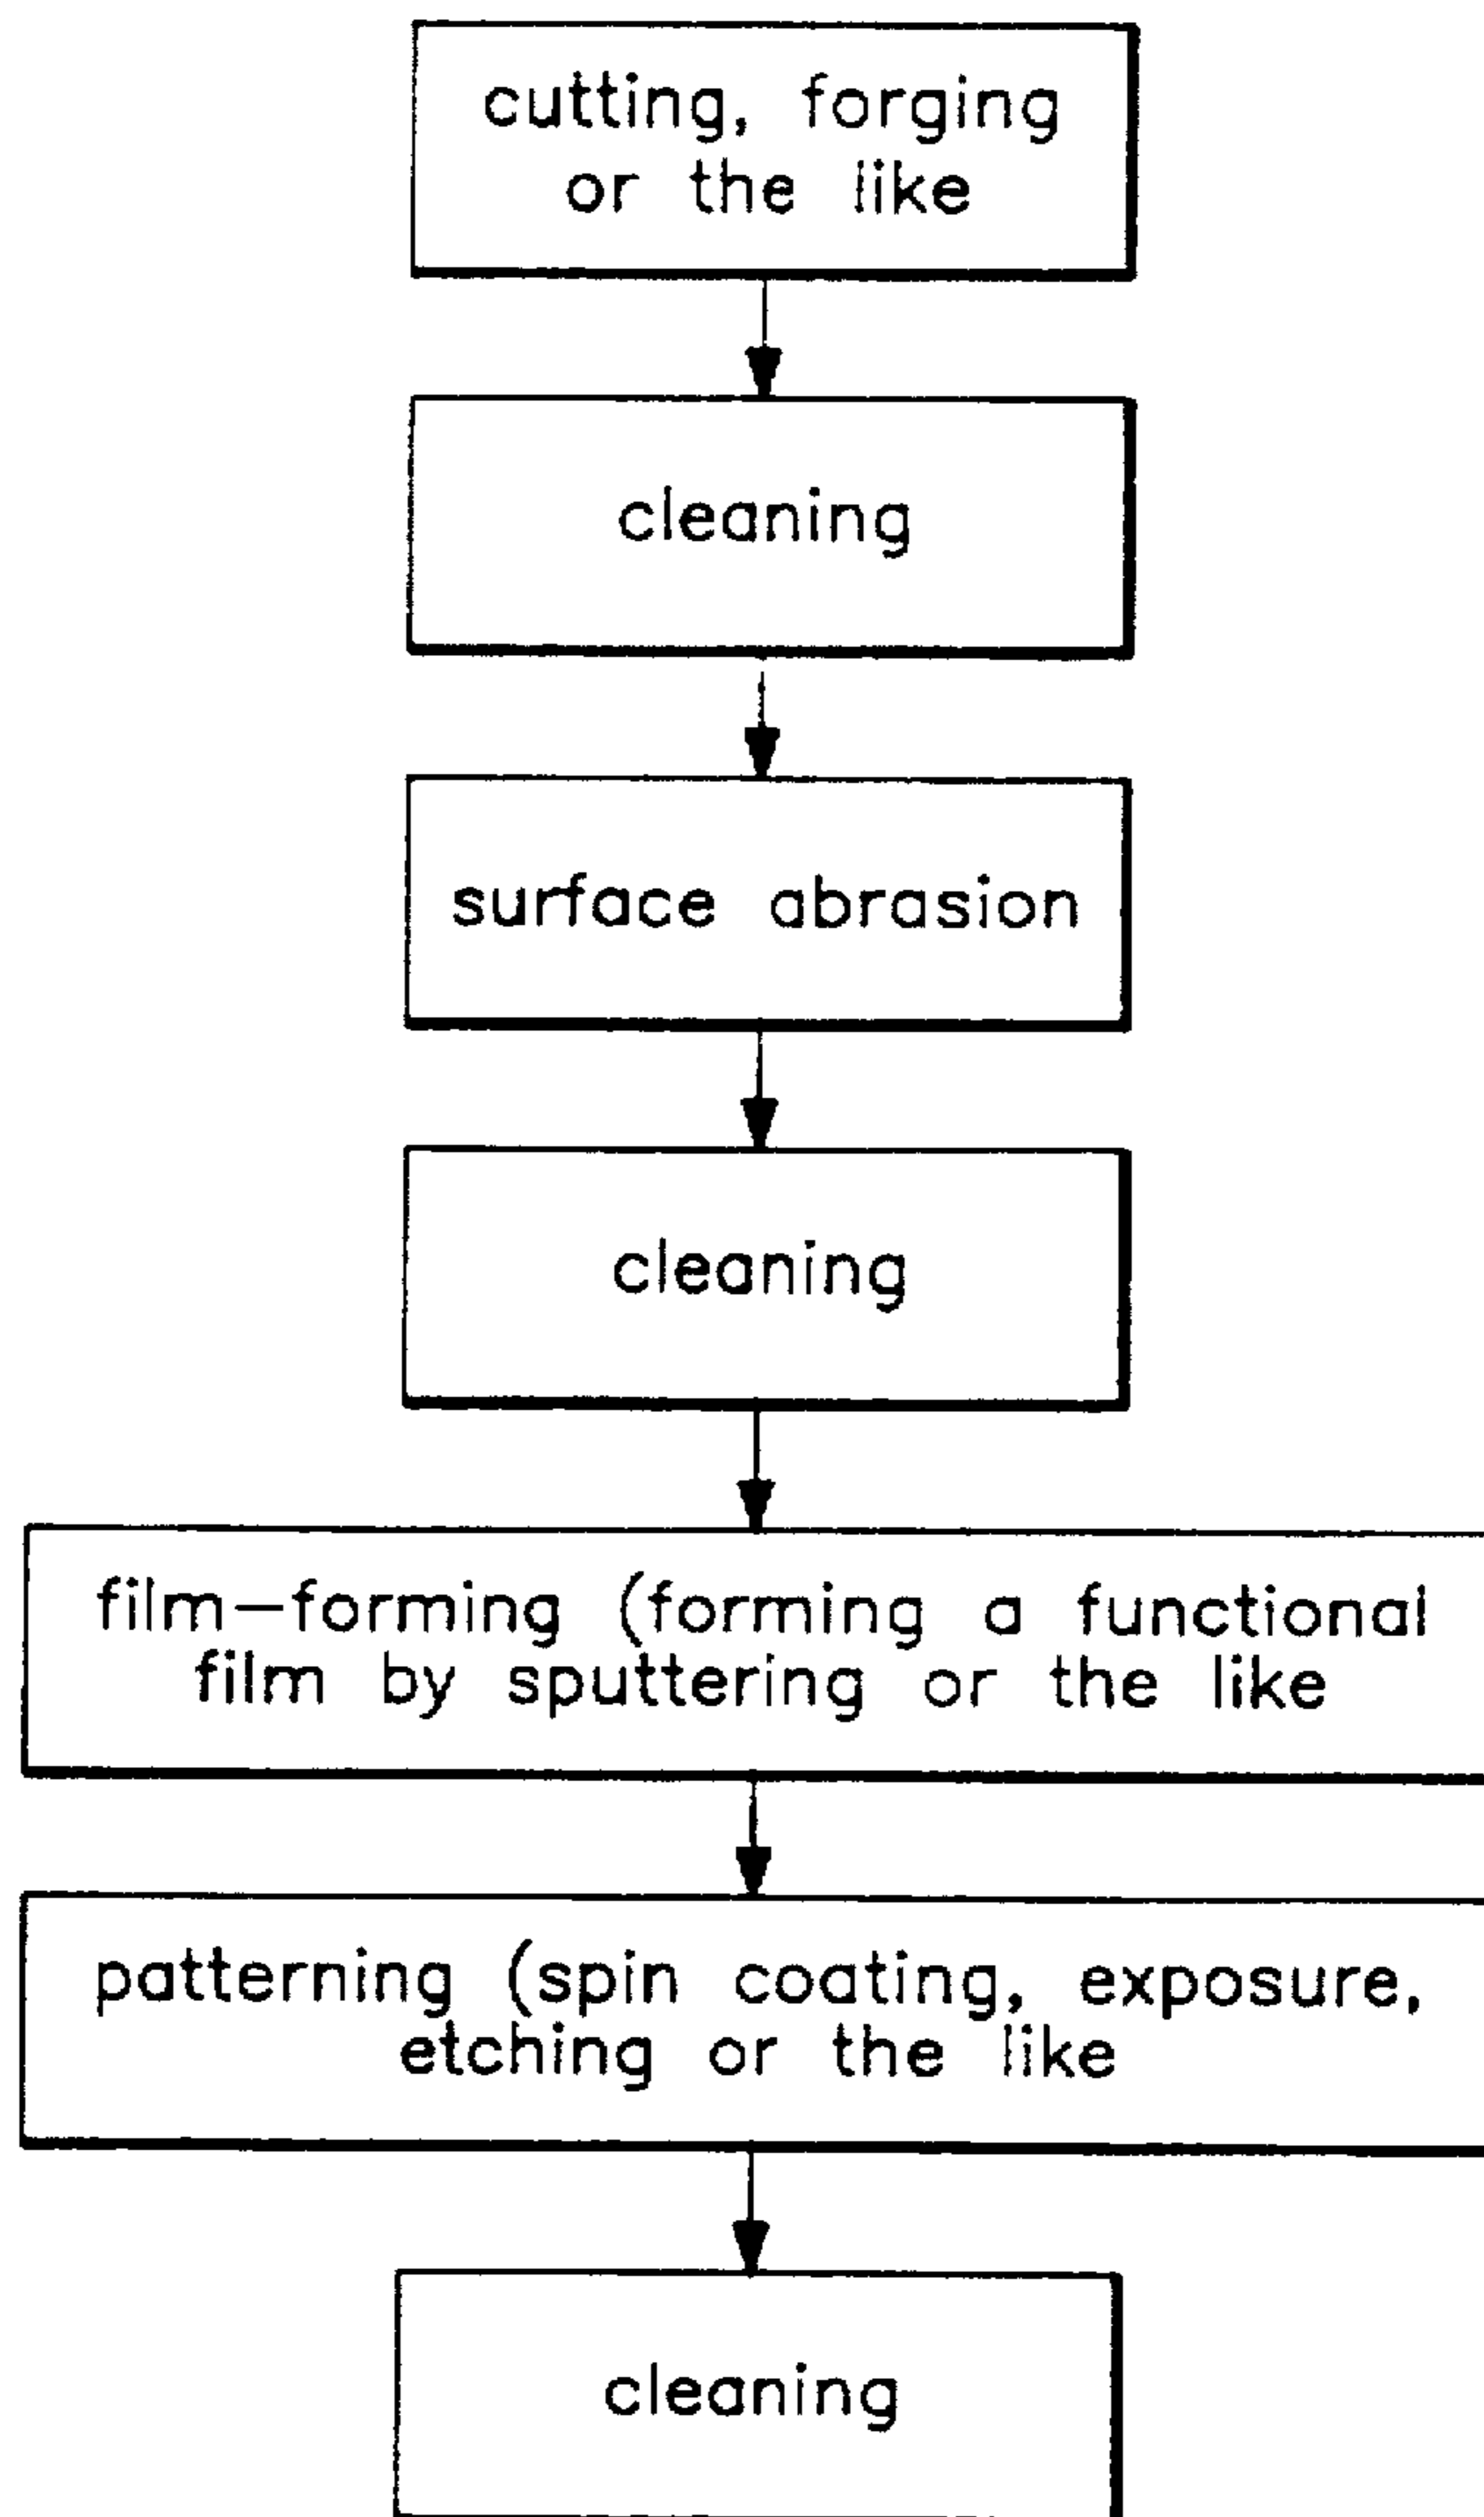 cutting, forging
or the like
cleaning
surface abrasion
cleaning
film-forming (forming a functional
film by sputtering or the like
patterning (spin coating, exposure,
etching or the like
cleaning